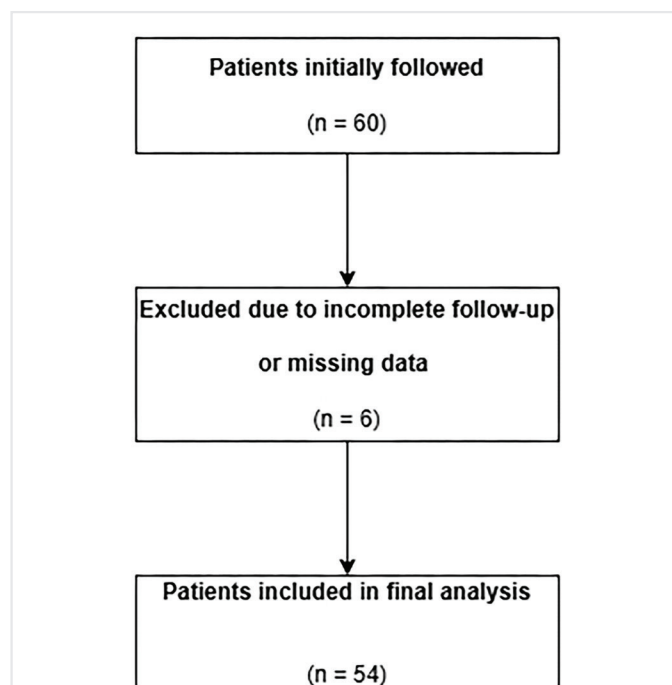 Patients initially followed
(n = 60)
Excluded due to incomplete follow-up
or missing data
(n = 6)
Patients included in final analysis
(n = 54)